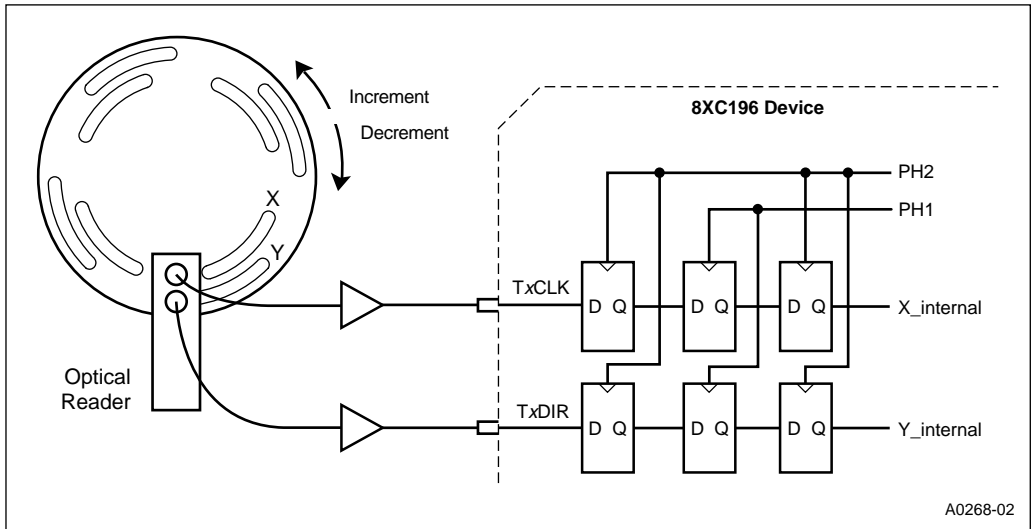 Increment
Decrement
8XC196 Device
X
Y
PH2
PH1
TxCLK
D Q
D Q
D Q
X_internal
Optical
Reader
TxDIR
D Q
D Q
D Q
Y_internal
A0268-02